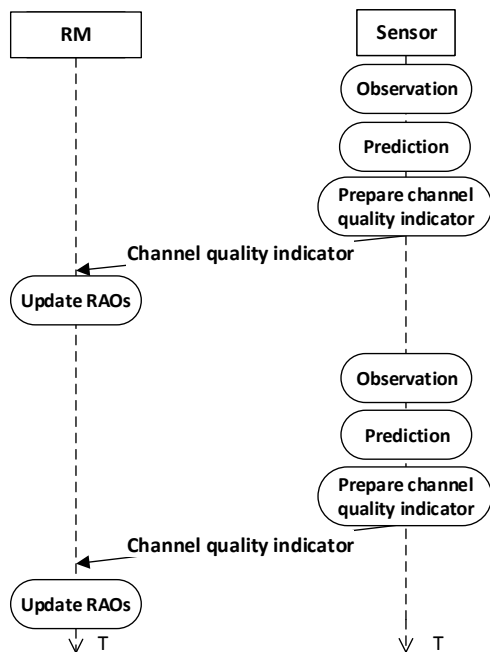 RM
Sensor
Observation
Prediction
Prepare channel
quality indicator
Channel quality indicator
Update RAOs
Observation
Prediction
Prepare channel
quality indicator
Channel quality indicator
Update RAOs
T
T